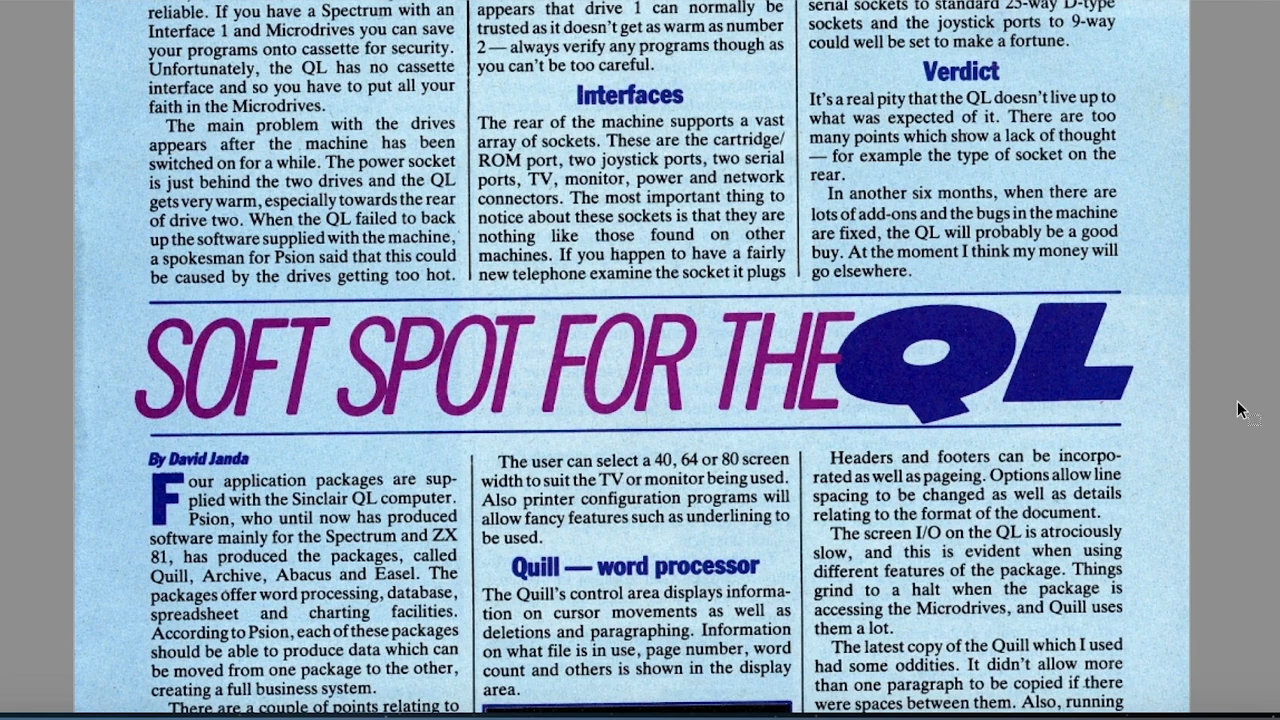 reliable. If you have a Spectrum with an
Interface 1 and Microdrives you can save
your programs onto cassette for security.
Unfortunately, the QL has no cassette
interface and so you have to put all your
faith in the Microdrives.
The main problem with the drives
appears after the machine has been
switched on for a while. The power socket
is just behind the two drives and the QL
gets very warm, especially towards the rear
of drive two. When the QL failed to back
up the software supplied with the machine,
a spokesman for Psion said that this could
be caused by the drives getting too hot.
appears that drive 1 can normally be
trusted as it doesn't get as warm as number
2 — always verify any programs though as
you can't be too careful.
Interfaces
The rear of the machine supports a vast
array of sockets. These are the cartridge/
ROM port, two joystick ports, two serial
ports, TV, monitor, power and network
connectors. The most important thing to
notice about these sockets is that they are
nothing like those found on other
machines. If you happen to have a fairly
new telephone examine the socket it plugs
serial sockets to standard 25-way D-type
sockets and the joystick ports to 9-way
could well be set to make a fortune.
Verdict
It's a real pity that the QL doesn't live up to
what was expected of it. There are too
many points which show a lack of thought
— for example the type of socket on the
rear.
In another six months, when there are
lots of add-ons and the bugs in the machine
are fixed, the QL will probably be a good
buy. At the moment I think my money will
go elsewhere.
SOFT SPOT FOR THE QL
By David Janda
Four application packages are sup-
plied with the Sinclair QL computer.
Psion, who until now has produced
software mainly for the Spectrum and ZX
81, has produced the packages, called
Quill, Archive, Abacus and Easel. The
packages offer word processing, database,
spreadsheet and charting facilities.
According to Psion, each of these packages
should be able to produce data which can
be moved from one package to the other,
creating a full business system.
There are a couple of points relating to
The user can select a 40, 64 or 80 screen
width to suit the TV or monitor being used.
Also printer configuration programs will
allow fancy features such as underlining to
be used.
Quill — word processor
The Quill's control area displays informa-
tion on cursor movements as well as
deletions and paragraphing. Information
on what file is in use, page number, word
count and others is shown in the display
area.
Headers and footers can be incorpo-
rated as well as pageing. Options allow line
spacing to be changed as well as details
relating to the format of the document.
The screen I/O on the QL is atrociously
slow, and this is evident when using
different features of the package. Things
grind to a halt when the package is
accessing the Microdrives, and Quill uses
them a lot.
The latest copy of the Quill which I used
had some oddities. It didn't allow more
than one paragraph to be copied if there
were spaces between them. Also, running